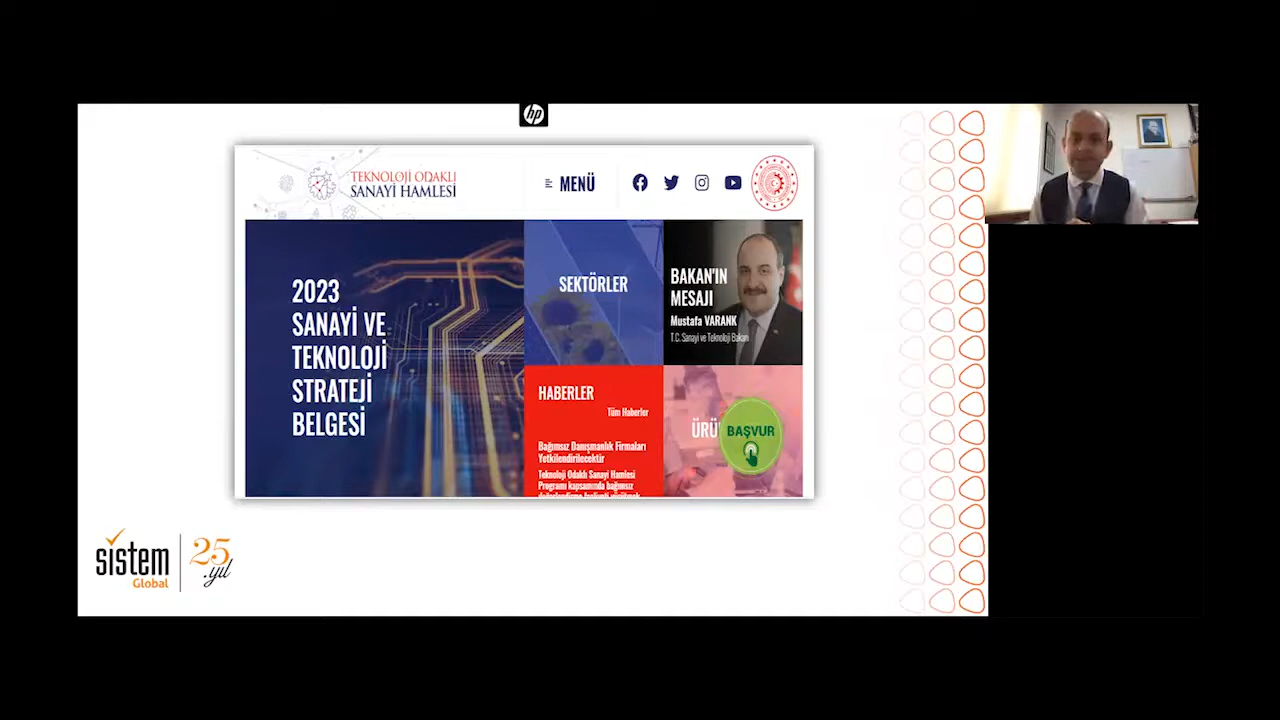 hp
TEKNOLOJİ ODAKLI
SANAYİ HAMLESİ
MENÜ
2023
SANAYİ VE
TEKNOLOJİ
STRATEJİ
BELGESİ
SEKTÖRLER
BAKAN'IN
MESAJI
Mustafa VARANK
T.C. Sanayi ve Teknoloji Bakanı
HABERLER
Tüm Haberler
Bağımsız Danışmanlık Firmaları
Yetkilendirilecektir
Teknoloji Odaklı Sanayi Hamlesi
Programı kapsamında bağımsız
ÜRÜ
BAŞVUR
sistem
Global
25
.yıl